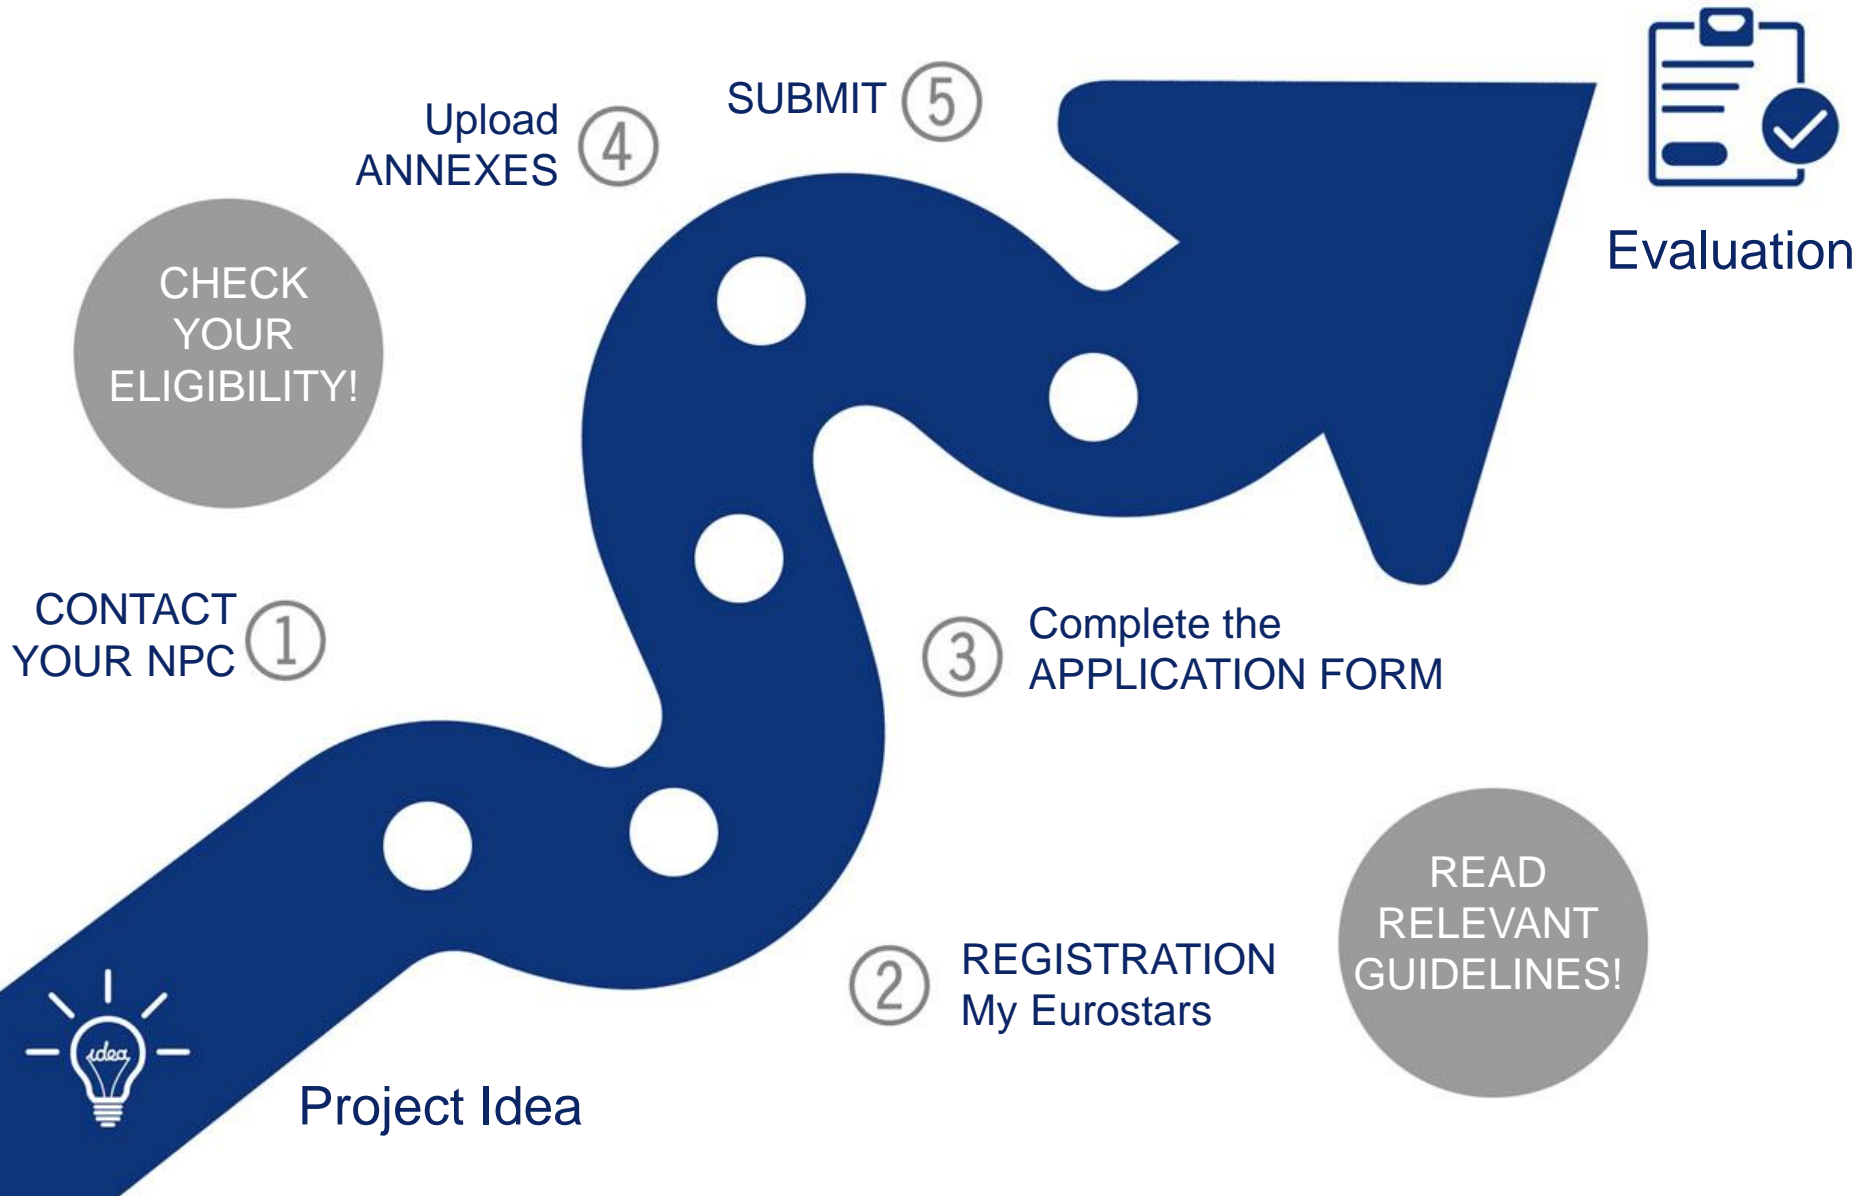 SUBMIT 5
Upload
ANNEXES 4
Evaluation
CHECK
YOUR
ELIGIBILITY!
CONTACT
YOUR NPC 1
3 Complete the
APPLICATION FORM
READ
RELEVANT
GUIDELINES!
2 REGISTRATION
My Eurostars
idea
Project Idea